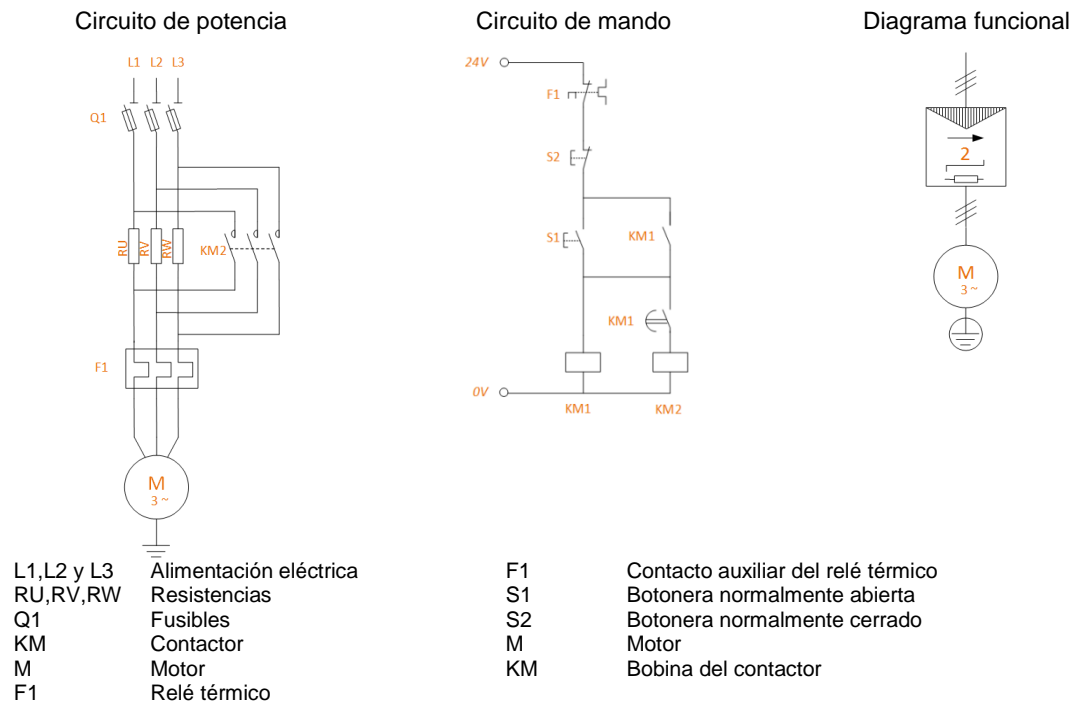 Circuito de potencia
Circuito de mando
Diagrama funcional
L1 L2 L3
Q1
RU
RV
RW
KM2
F1
M
3 ~
24V
F1
S2
S1
KM1
KM1
0V
KM1
KM2
2
M
3 ~
L1,L2 y L3 Alimentación eléctrica
RU,RV,RW Resistencias
Q1 Fusibles
KM Contactor
M Motor
F1 Relé térmico
F1 Contacto auxiliar del relé térmico
S1 Botonera normalmente abierta
S2 Botonera normalmente cerrado
M Motor
KM Bobina del contactor